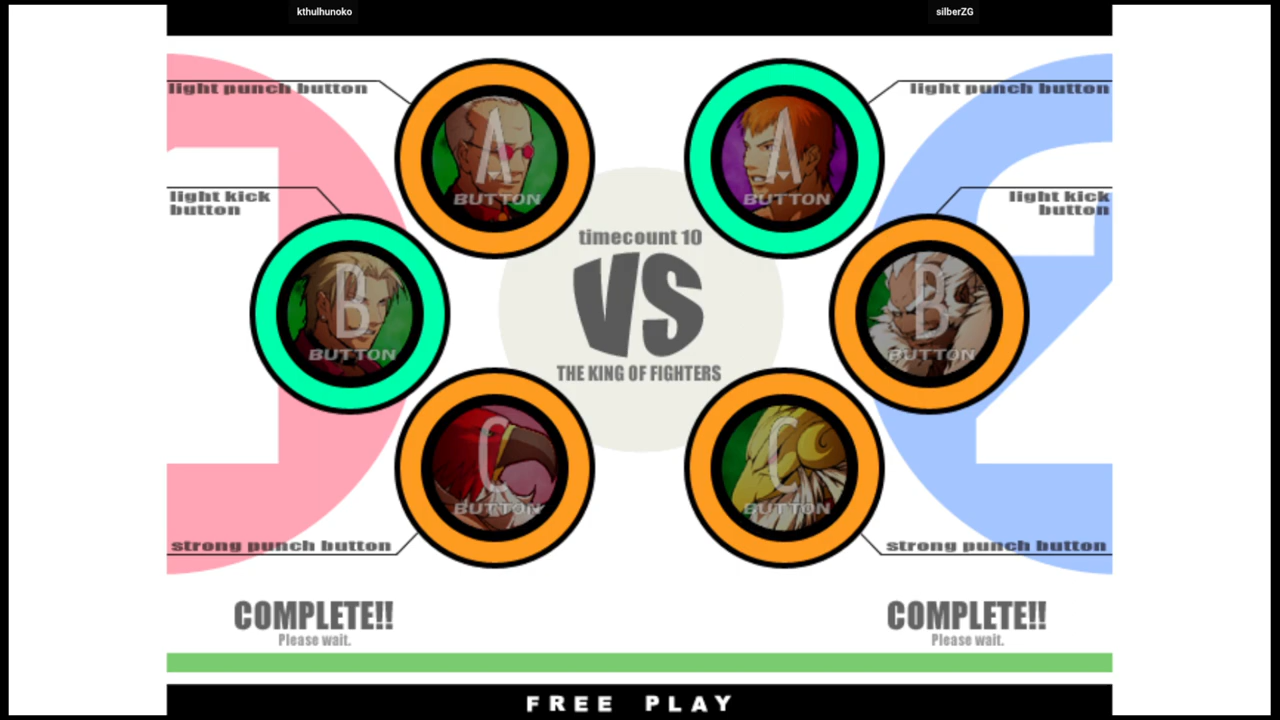 kthulhunoko
silberZG
light punch button
light punch button
A
BUTTON
A
BUTTON
light kick
button
light kick
button
timecount 10
VS
THE KING OF FIGHTERS
B
BUTTON
B
BUTTON
C
BUTTON
C
BUTTON
strong punch button
strong punch button
COMPLETE!!
Please wait.
COMPLETE!!
Please wait.
FREE PLAY